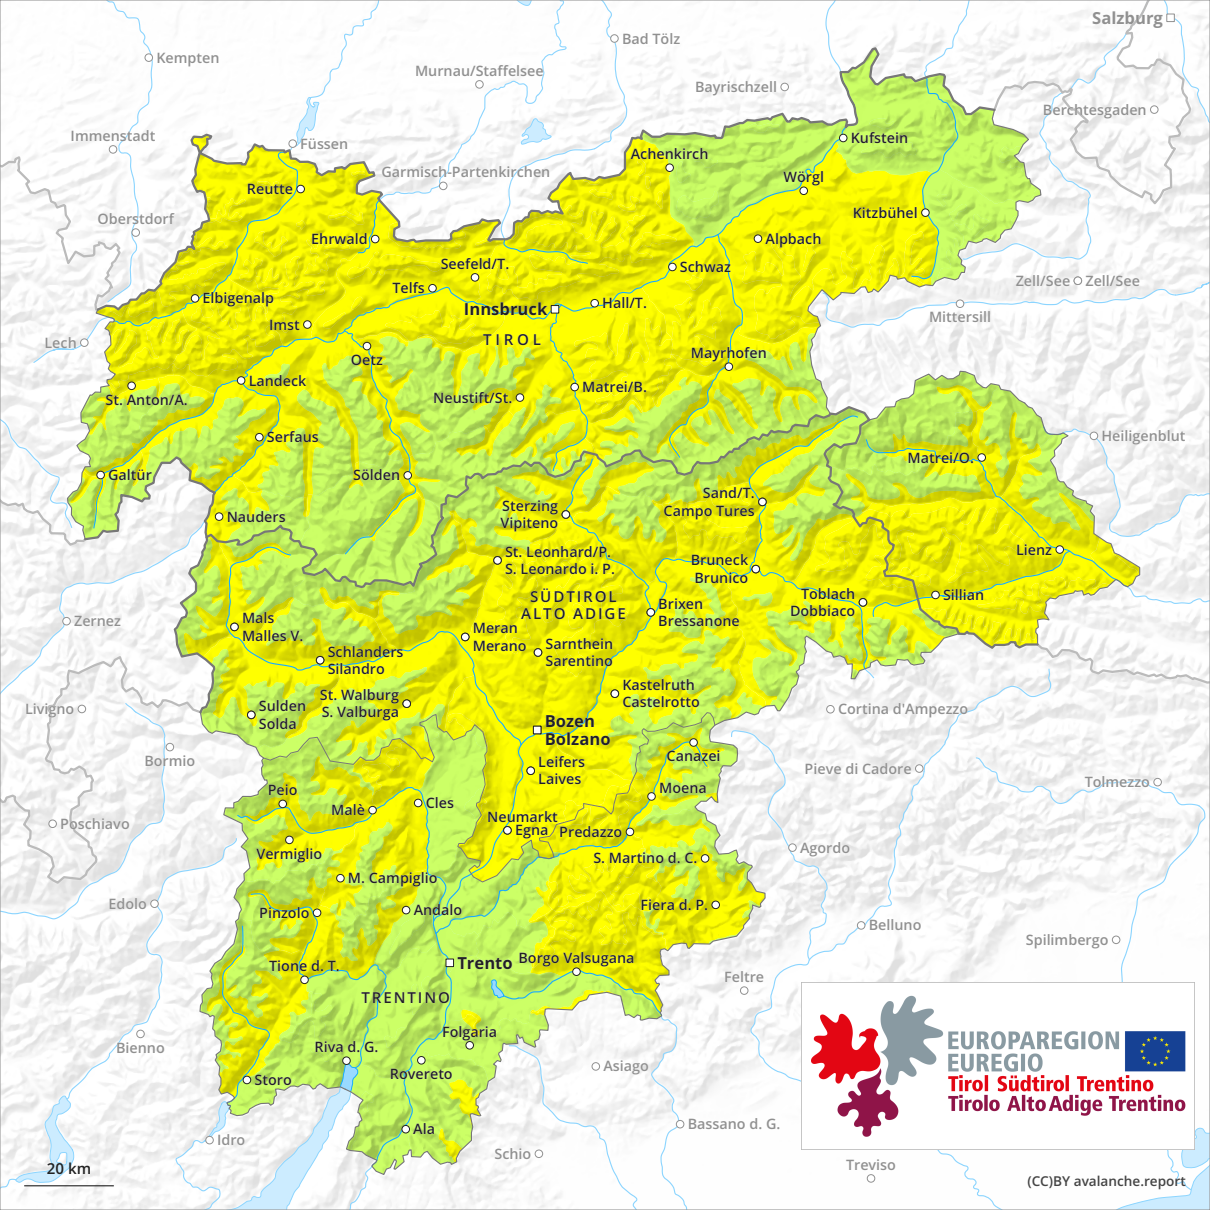 Salzburg
Bad Tölz
Kempten
Murnau/Staffelsee
Bayrischzell
Berchtesgaden
Immenstadt
Füssen
Kufstein
Achenkirch
Garmisch-Partenkirchen
Wörgl
Reutte
Oberstdorf
Kitzbühel
Ehrwald
Alpbach
Seefeld/T.
Schwaz
Zell/See
Zell/See
Telfs
Elbigenalp
Hall/T.
Innsbruck
Mittersill
Imst
TIROL
Lech
Mayrhofen
Oetz
Landeck
Matrei/B.
St. Anton/A.
Neustift/St.
Serfaus
Heiligenblut
Matrei/O.
Galtür
Sölden
Sand/T.
Campo Tures
Sterzing
Vipiteno
Nauders
St. Leonhard/P.
S. Leonardo i. P.
Lienz
Bruneck
Brunico
SÜDTIROL
ALTO ADIGE
Toblach
Dobbiaco
Sillian
Brixen
Bressanone
Zernez
Mals
Malles V.
Meran
Merano
Sarnthein
Sarentino
Schlanders
Silandro
Kastelruth
Castelrotto
St. Walburg
S. Valburga
Livigno
Sulden
Solda
Cortina d'Ampezzo
Bozen
Bolzano
Bormio
Canazei
Leifers
Laives
Pieve di Cadore
Tolmezzo
Peio
Moena
Malè
Cles
Neumarkt
Egna
Predazzo
Poschiavo
Vermiglio
Agordo
S. Martino d. C.
M. Campiglio
Edolo
Pinzolo
Andalo
Fiera d. P.
Belluno
Spilimbergo
Trento
Borgo Valsugana
Tione d. T.
Feltre
TRENTINO
Folgaria
Bienno
Riva d. G.
Rovereto
Asiago
Storo
EUROPAREGION
EUREGIO
Tirol Südtirol Trentino
Tirolo Alto Adige Trentino
Ala
Idro
Bassano d. G.
Schio
Treviso
20 km
(CC)BY avalanche.report